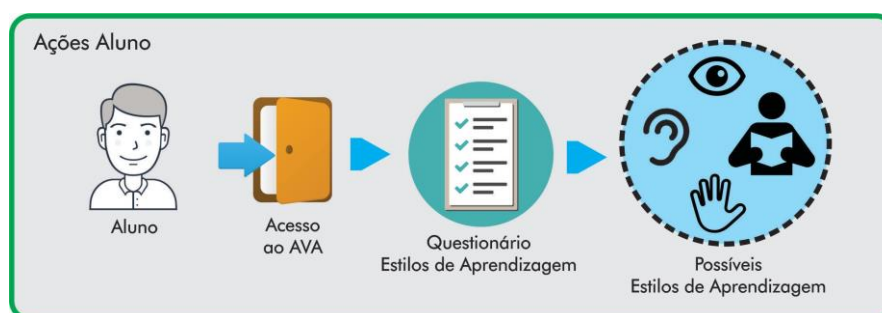 Ações Aluno
Aluno
Acesso
ao AVA
Questionário
Estilos de Aprendizagem
Possíveis
Estilos de Aprendizagem